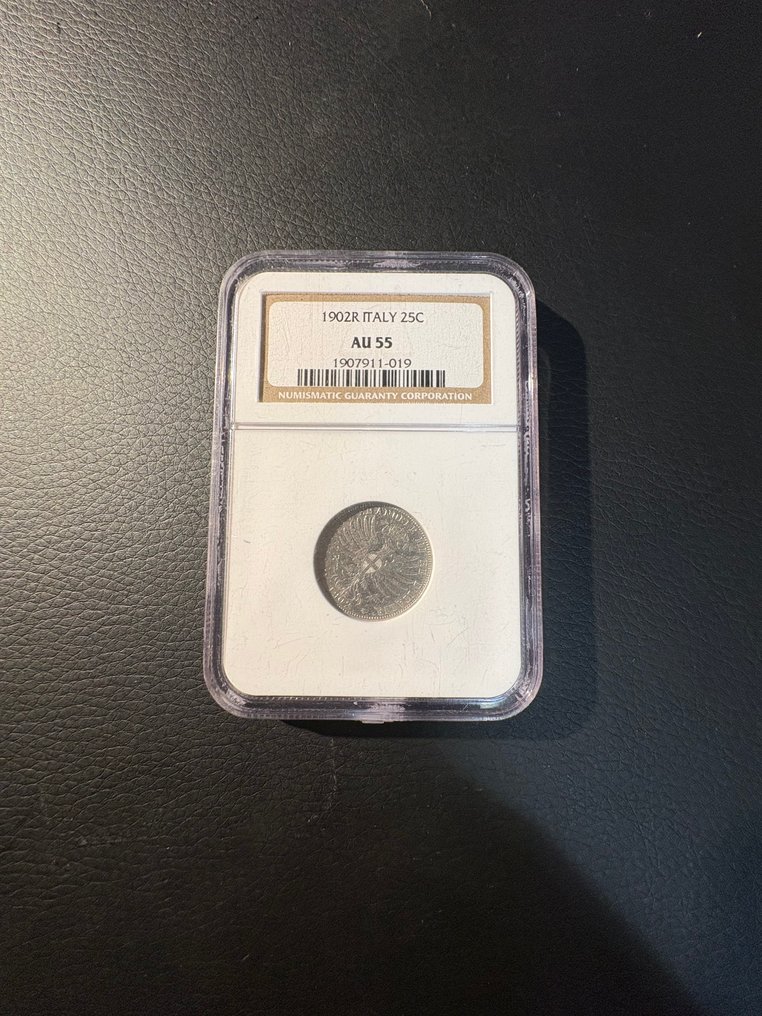 1902R ITALY 25C
AU 55
1907911-019
NUMISMATIC GUARANTY CORPORATION